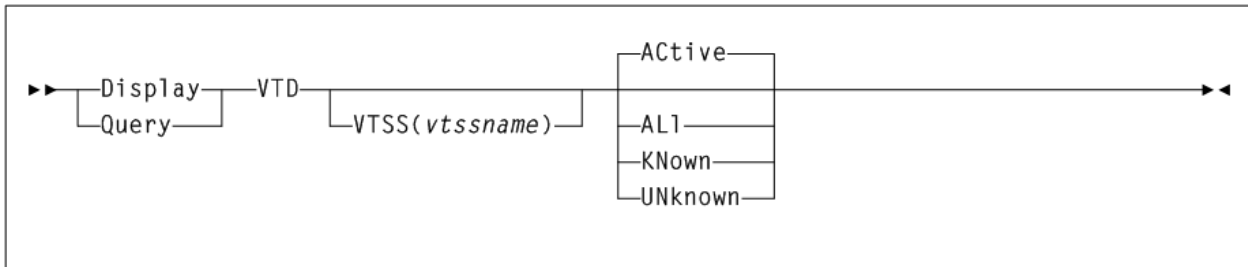 ACtive
Display VTD
Query VTSS(vtssname) ALl
KNown
UNknown